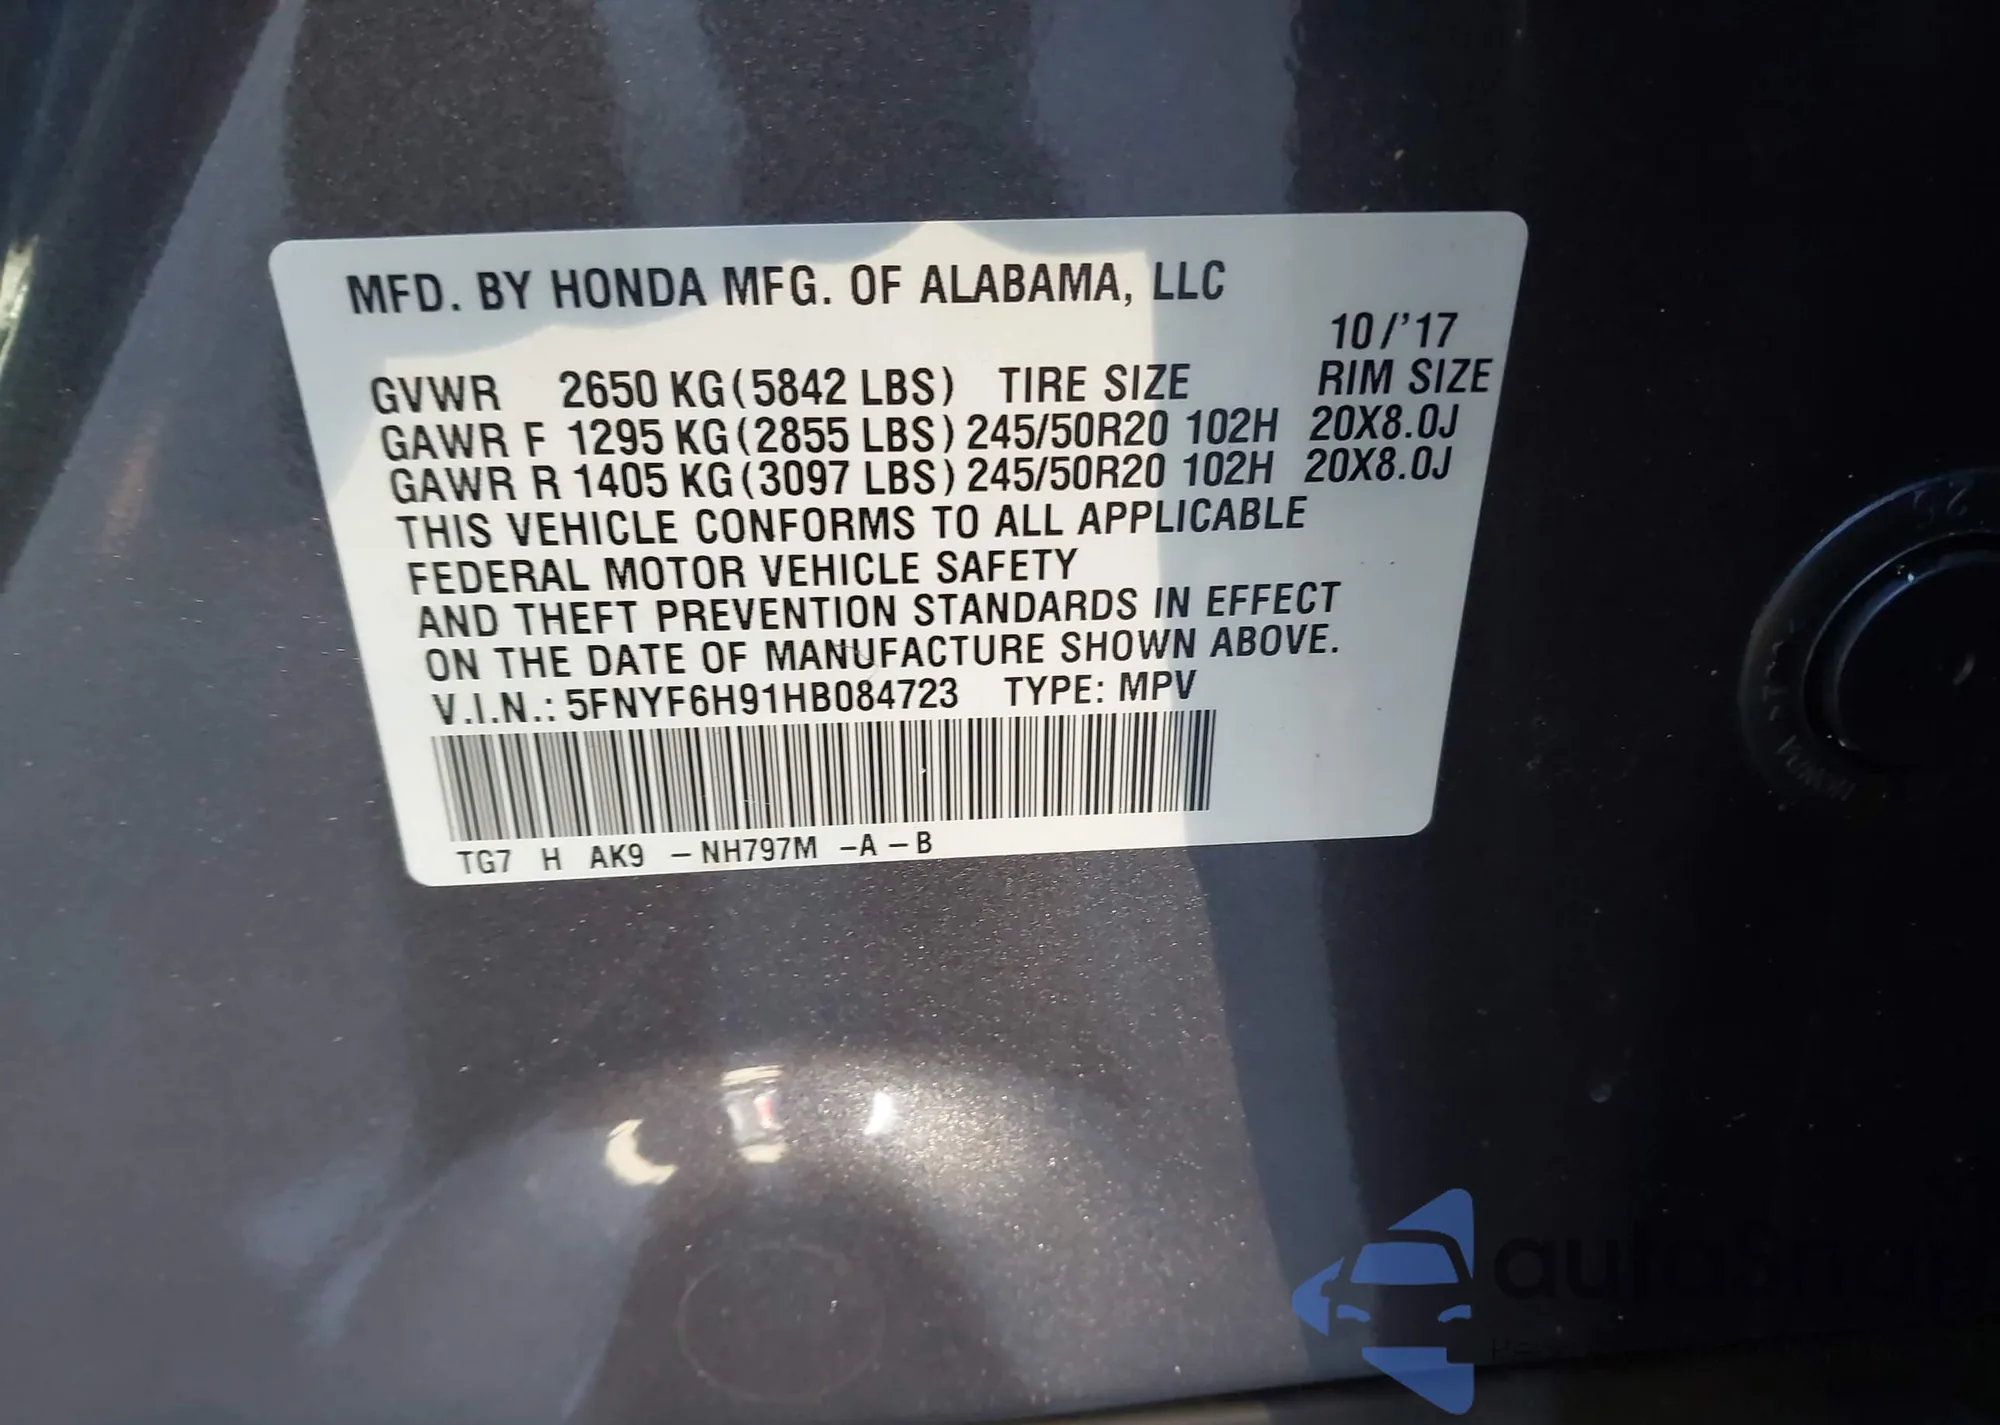 MFD. BY HONDA MFG. OF ALABAMA, LLC
10/'17
GVWR 2650 KG(5842 LBS) TIRE SIZE RIM SIZE
GAWR F 1295 KG(2855 LBS) 245/50R20 102H 20X8.0J
GAWR R 1405 KG(3097 LBS) 245/50R20 102H 20X8.0J
THIS VEHICLE CONFORMS TO ALL APPLICABLE
FEDERAL MOTOR VEHICLE SAFETY
AND THEFT PREVENTION STANDARDS IN EFFECT
ON THE DATE OF MANUFACTURE SHOWN ABOVE.
V.I.N.: 5FNYF6H91HB084723 TYPE: MPV
TG7 H AK9 -NH797M -A-B